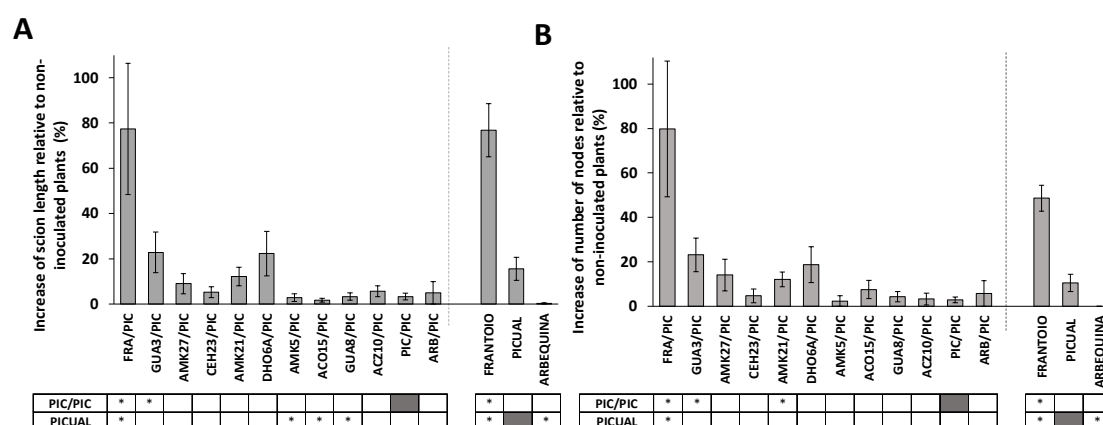 A
Increase of scion length relative to non-
inoculated plants (%)
100
80
60
40
20
0
FRA/PIC
GUA3/PIC
AMK27/PIC
CEH23/PIC
AMK21/PIC
DHO6A/PIC
AMK5/PIC
ACO15/PIC
GUA8/PIC
ACZ10/PIC
PIC/PIC
ARB/PIC
FRANTOIO
PICUAL
ARBEQUINA
PIC/PIC * * *
PICUAL * * * * * *
B
Increase of number of nodes relative to
non-inoculated plants (%)
100
80
60
40
20
0
FRA/PIC
GUA3/PIC
AMK27/PIC
CEH23/PIC
AMK21/PIC
DHO6A/PIC
AMK5/PIC
ACO15/PIC
GUA8/PIC
ACZ10/PIC
PIC/PIC
ARB/PIC
FRANTOIO
PICUAL
ARBEQUINA
PIC/PIC * * * *
PICUAL * * *